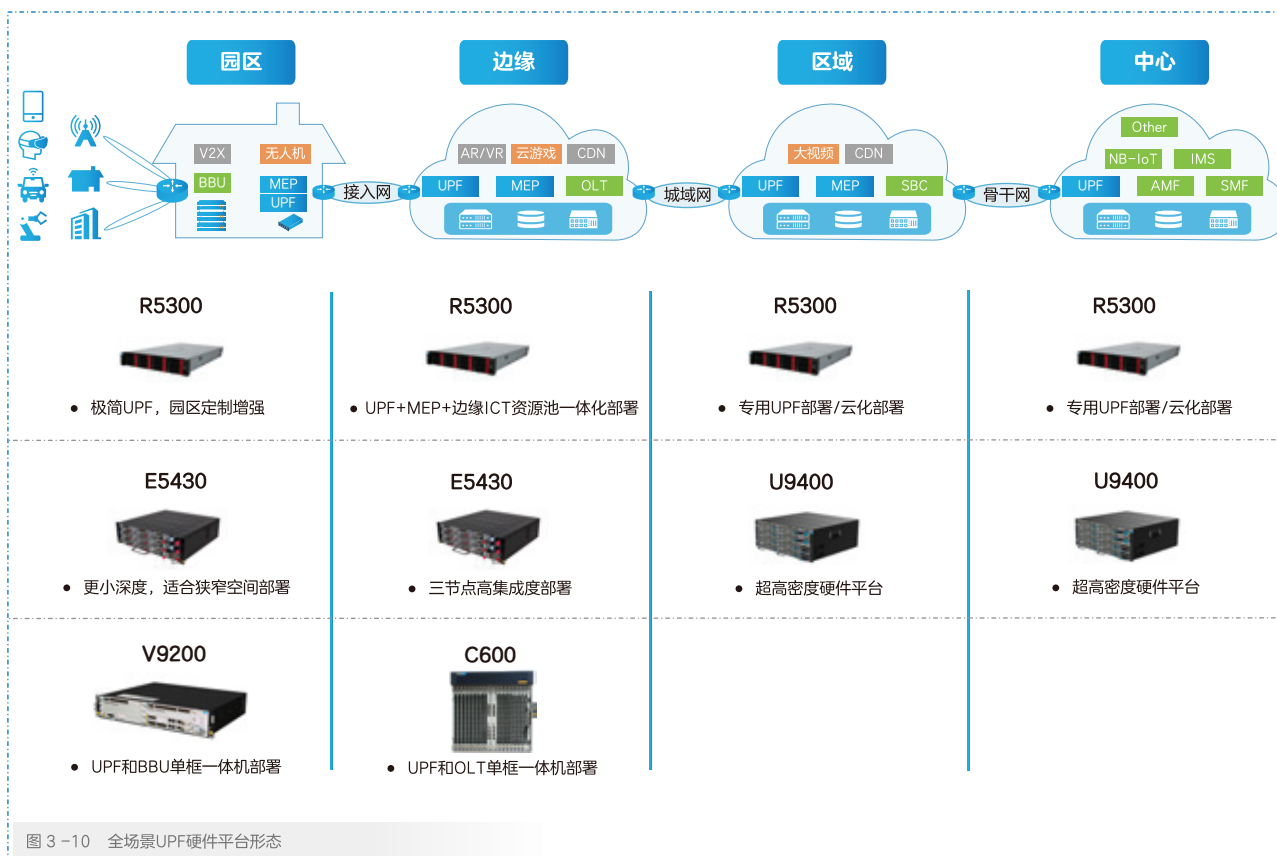 园区
边缘
区域
中心
V2X
无人机
BBU
MEP
UPF
接入网
AR/VR
云游戏
CDN
UPF
MEP
OLT
城域网
大视频
CDN
UPF
MEP
SBC
骨干网
Other
NB-IoT
IMS
UPF
AMF
SMF
R5300
R5300
R5300
R5300
● 极简UPF，园区定制增强
● UPF+MEP+边缘ICT资源池一体化部署
● 专用UPF部署/云化部署
● 专用UPF部署/云化部署
E5430
E5430
U9400
U9400
● 更小深度，适合狭窄空间部署
● 三节点高集成度部署
● 超高密度硬件平台
● 超高密度硬件平台
V9200
C600
● UPF和BBU单框一体机部署
● UPF和OLT单框一体机部署
图 3 -10 全场景UPF硬件平台形态